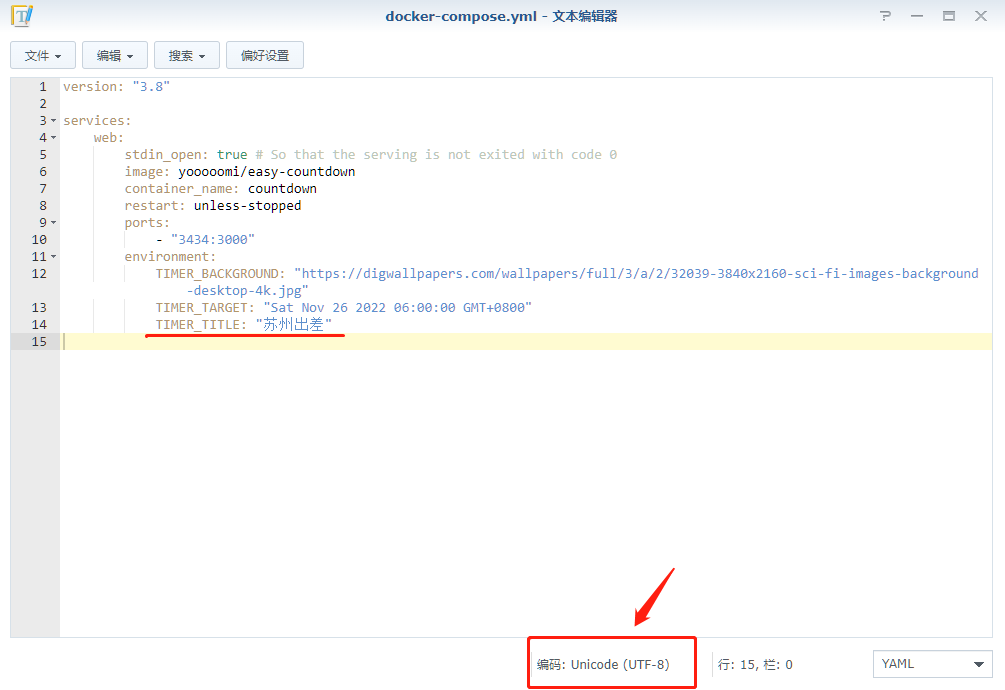 docker-compose.yml - 文本编辑器
文件 编辑 搜索 偏好设置
1 version: "3.8"
2
3 services:
4 web:
5 stdin_open: true # So that the serving is not exited with code 0
6 image: yooooomi/easy-countdown
7 container_name: countdown
8 restart: unless-stopped
9 ports:
10 - "3434:3000"
11 environment:
12 TIMER_BACKGROUND: "https://digwallpapers.com/wallpapers/full/3/a/2/32039-3840x2160-sci-fi-images-background
-desktop-4k.jpg"
13 TIMER_TARGET: "Sat Nov 26 2022 06:00:00 GMT+0800"
14 TIMER_TITLE: "苏州出差"
15
编码: Unicode (UTF-8) 行: 15, 栏: 0 YAML